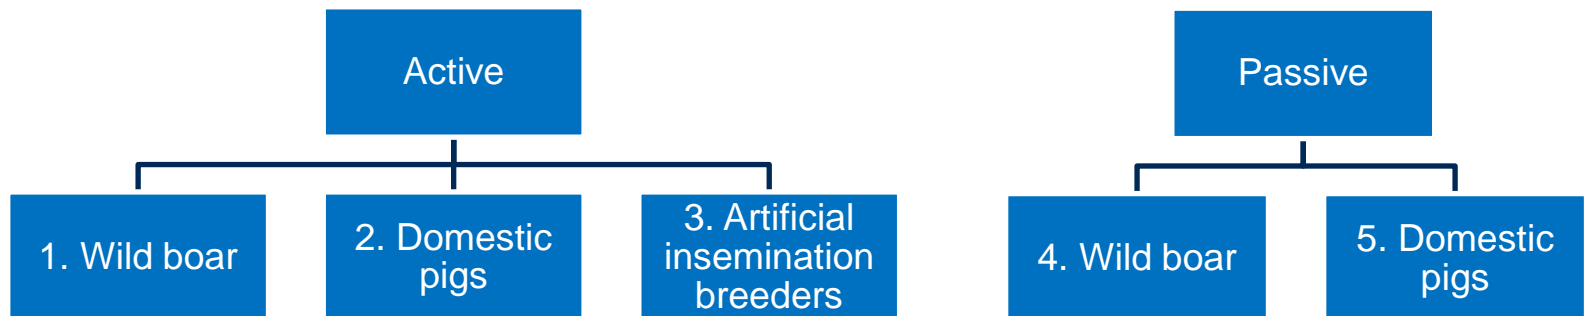 Active
Passive
1. Wild boar
2. Domestic
pigs
3. Artificial
insemination
breeders
4. Wild boar
5. Domestic
pigs